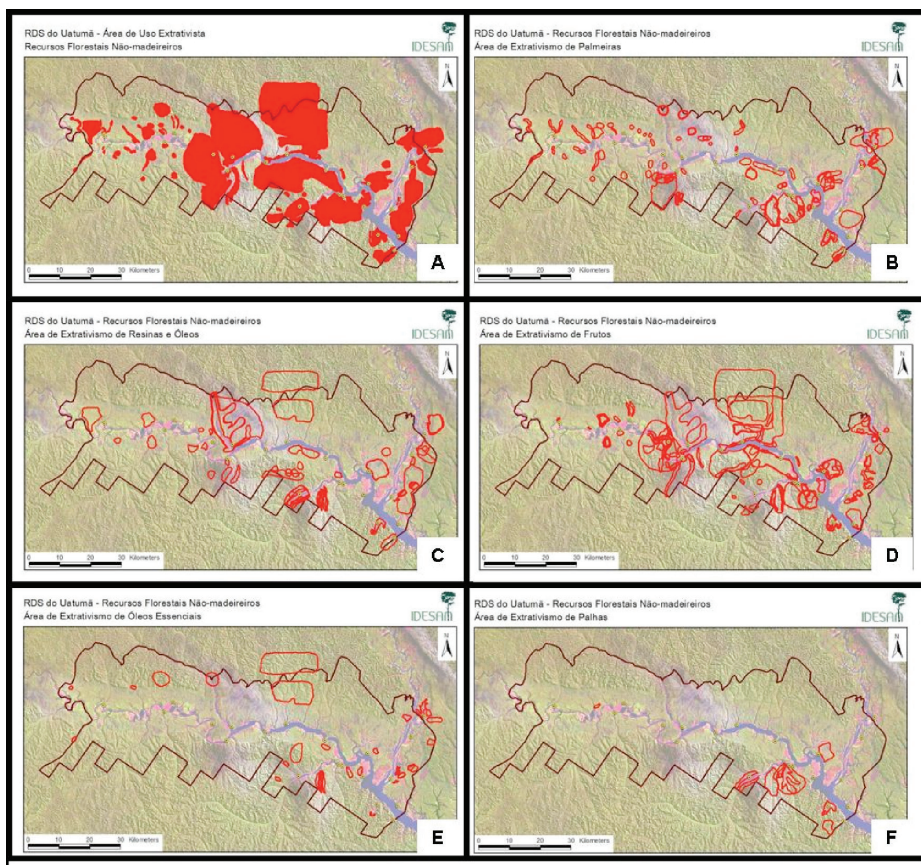 RDS do Uatumã - Área de Uso Extrativista
Recursos Florestais Não-madeireiros
IDESAM
N
0 10 20 30
Kilometers
A
RDS do Uatumã - Recursos Florestais Não-madeireiros
Área de Extrativismo de Palmeiras
IDESAM
N
0 10 20 30
Kilometers
B
RDS do Uatumã - Recursos Florestais Não-madeireiros
Área de Extrativismo de Resinas e Óleos
IDESAM
N
0 10 20 30
Kilometers
C
RDS do Uatumã - Recursos Florestais Não-madeireiros
Área de Extrativismo de Frutos
IDESAM
N
0 10 20 30
Kilometers
D
RDS do Uatumã - Recursos Florestais Não-madeireiros
Área de Extrativismo de Óleos Essenciais
IDESAM
N
0 10 20 30
Kilometers
E
RDS do Uatumã - Recursos Florestais Não-madeireiros
Área de Extrativismo de Palhas
IDESAM
N
0 10 20 30
Kilometers
F